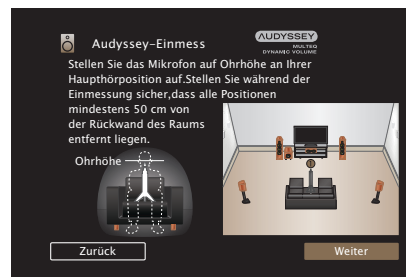 Audyssey-Einmess
AUDYSSEY
MULTEQ
DYNAMIC VOLUME
Stellen Sie das Mikrofon auf Ohrhöhe an Ihrer
Haupthörposition auf.Stellen Sie während der
Einmessung sicher,dass alle Positionen
mindestens 50 cm von
der Rückwand des Raums
entfernt liegen.
Ohrhöhe
Zurück
Weiter